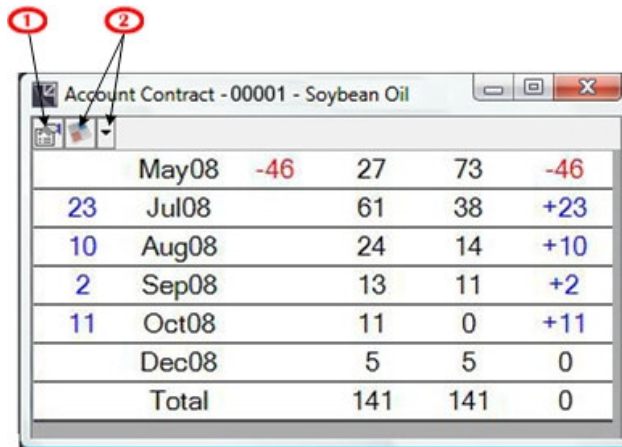 1 2
Account Contract - 00001 - Soybean Oil
May08 -46 27 73 -46
23 Jul08 61 38 +23
10 Aug08 24 14 +10
2 Sep08 13 11 +2
11 Oct08 11 0 +11
Dec08 5 5 0
Total 141 141 0